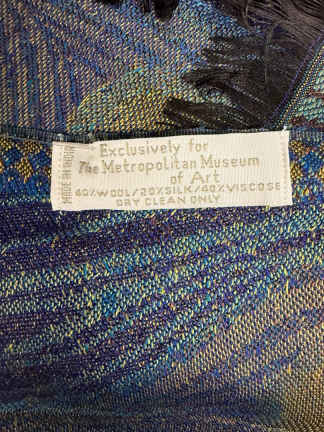 Exclusively for
The Metropolitan Museum
of Art
40%WOOL/20%SILK/40%VISCOSE
DRY CLEAN ONLY
MADE IN INDIA